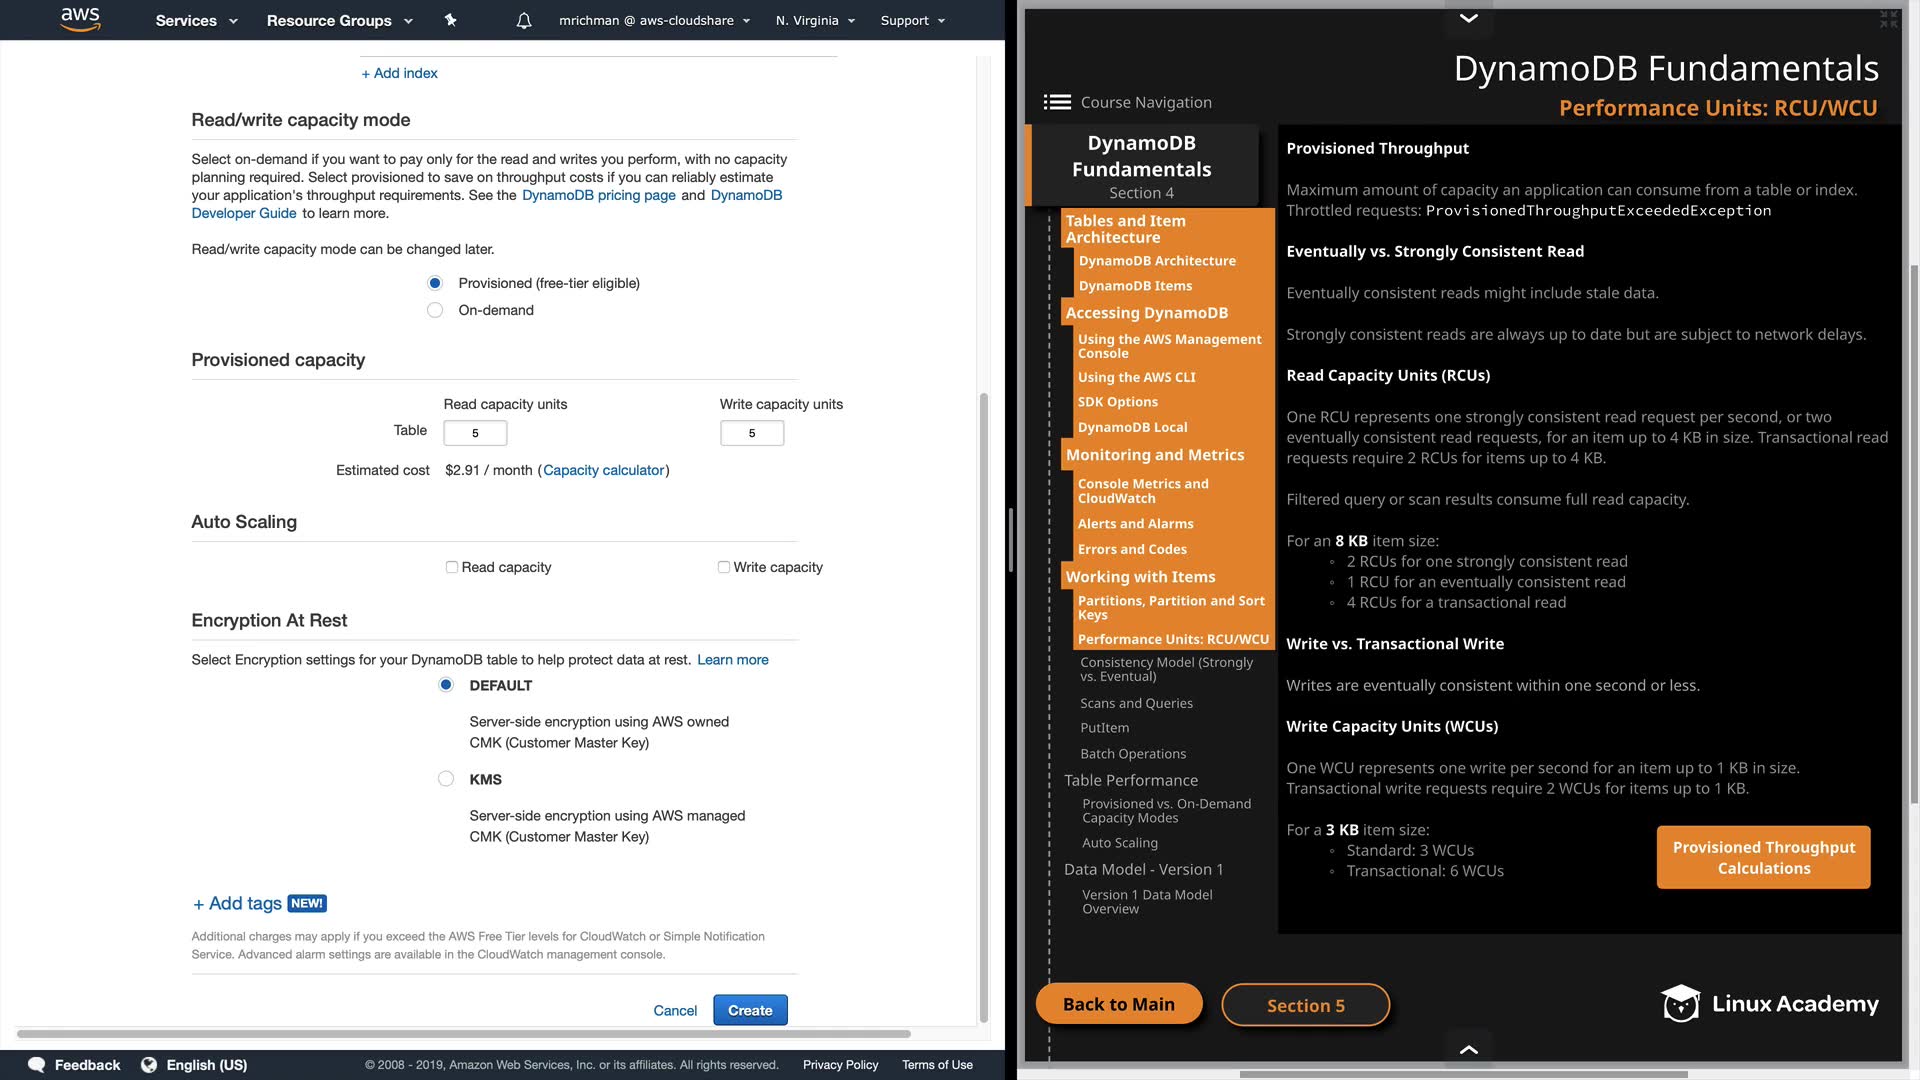 aws
Services
Resource Groups
mrichman @ aws-cloudshare
N. Virginia
Support
+ Add index
Read/write capacity mode
Select on-demand if you want to pay only for the read and writes you perform, with no capacity
planning required. Select provisioned to save on throughput costs if you can reliably estimate
your application's throughput requirements. See the DynamoDB pricing page and DynamoDB
Developer Guide to learn more.
Read/write capacity mode can be changed later.
Provisioned (free-tier eligible)
On-demand
Provisioned capacity
Read capacity units
Write capacity units
Table
5
5
Estimated cost $2.91 / month (Capacity calculator)
Auto Scaling
Read capacity
Write capacity
Encryption At Rest
Select Encryption settings for your DynamoDB table to help protect data at rest. Learn more
DEFAULT
Server-side encryption using AWS owned
CMK (Customer Master Key)
KMS
Server-side encryption using AWS managed
CMK (Customer Master Key)
+ Add tags NEW!
Additional charges may apply if you exceed the AWS Free Tier levels for CloudWatch or Simple Notification
Service. Advanced alarm settings are available in the CloudWatch management console.
Cancel
Create
Feedback
English (US)
© 2008 - 2019, Amazon Web Services, Inc. or its affiliates. All rights reserved.
Privacy Policy
Terms of Use
DynamoDB Fundamentals
Performance Units: RCU/WCU
Course Navigation
DynamoDB
Fundamentals
Section 4
Tables and Item
Architecture
DynamoDB Architecture
DynamoDB Items
Accessing DynamoDB
Using the AWS Management
Console
Using the AWS CLI
SDK Options
DynamoDB Local
Monitoring and Metrics
Console Metrics and
CloudWatch
Alerts and Alarms
Errors and Codes
Working with Items
Partitions, Partition and Sort
Keys
Performance Units: RCU/WCU
Consistency Model (Strongly
vs. Eventual)
Scans and Queries
PutItem
Batch Operations
Table Performance
Provisioned vs. On-Demand
Capacity Modes
Auto Scaling
Data Model - Version 1
Version 1 Data Model
Overview
Provisioned Throughput
Maximum amount of capacity an application can consume from a table or index.
Throttled requests: ProvisionedThroughputExceededException
Eventually vs. Strongly Consistent Read
Eventually consistent reads might include stale data.
Strongly consistent reads are always up to date but are subject to network delays.
Read Capacity Units (RCUs)
One RCU represents one strongly consistent read request per second, or two
eventually consistent read requests, for an item up to 4 KB in size. Transactional read
requests require 2 RCUs for items up to 4 KB.
Filtered query or scan results consume full read capacity.
For an 8 KB item size:
◦ 2 RCUs for one strongly consistent read
◦ 1 RCU for an eventually consistent read
◦ 4 RCUs for a transactional read
Write vs. Transactional Write
Writes are eventually consistent within one second or less.
Write Capacity Units (WCUs)
One WCU represents one write per second for an item up to 1 KB in size.
Transactional write requests require 2 WCUs for items up to 1 KB.
For a 3 KB item size:
◦ Standard: 3 WCUs
◦ Transactional: 6 WCUs
Provisioned Throughput
Calculations
Back to Main
Section 5
Linux Academy